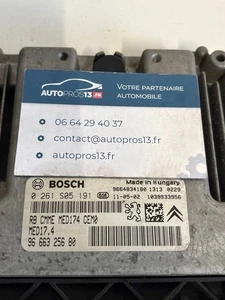 AUTOPROS13.FR
VOTRE PARTENAIRE
AUTOMOBILE
06 64 29 40 37
contact@autopros13.fr
autopros13.fr
BOSCH
Made in Hungary
9664834180 1313 0229
0 261 S05 191
11-05-02 1039S33956
RB CMME MED174 CEM0
MED17.4
96 663 256 80